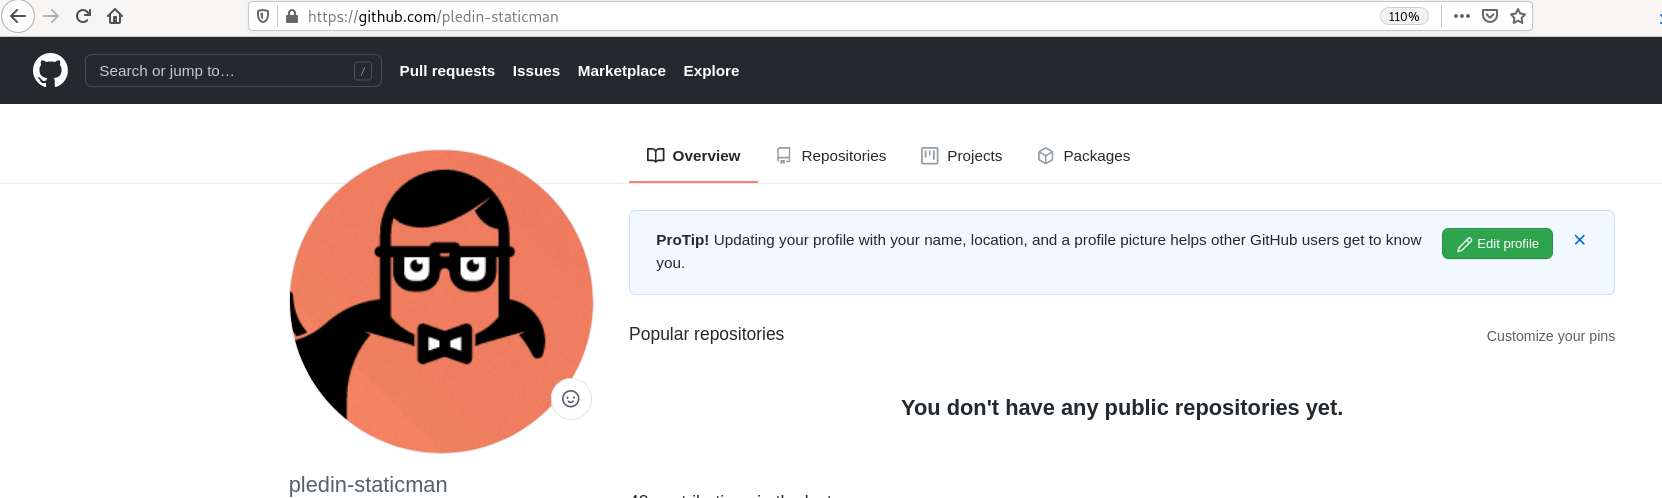 https://github.com/pledin-staticman
110%
Search or jump to…
/
Pull requests
Issues
Marketplace
Explore
Overview
Repositories
Projects
Packages
ProTip! Updating your profile with your name, location, and a profile picture helps other GitHub users get to know
you.
Edit profile
Popular repositories
Customize your pins
You don't have any public repositories yet.
pledin-staticman